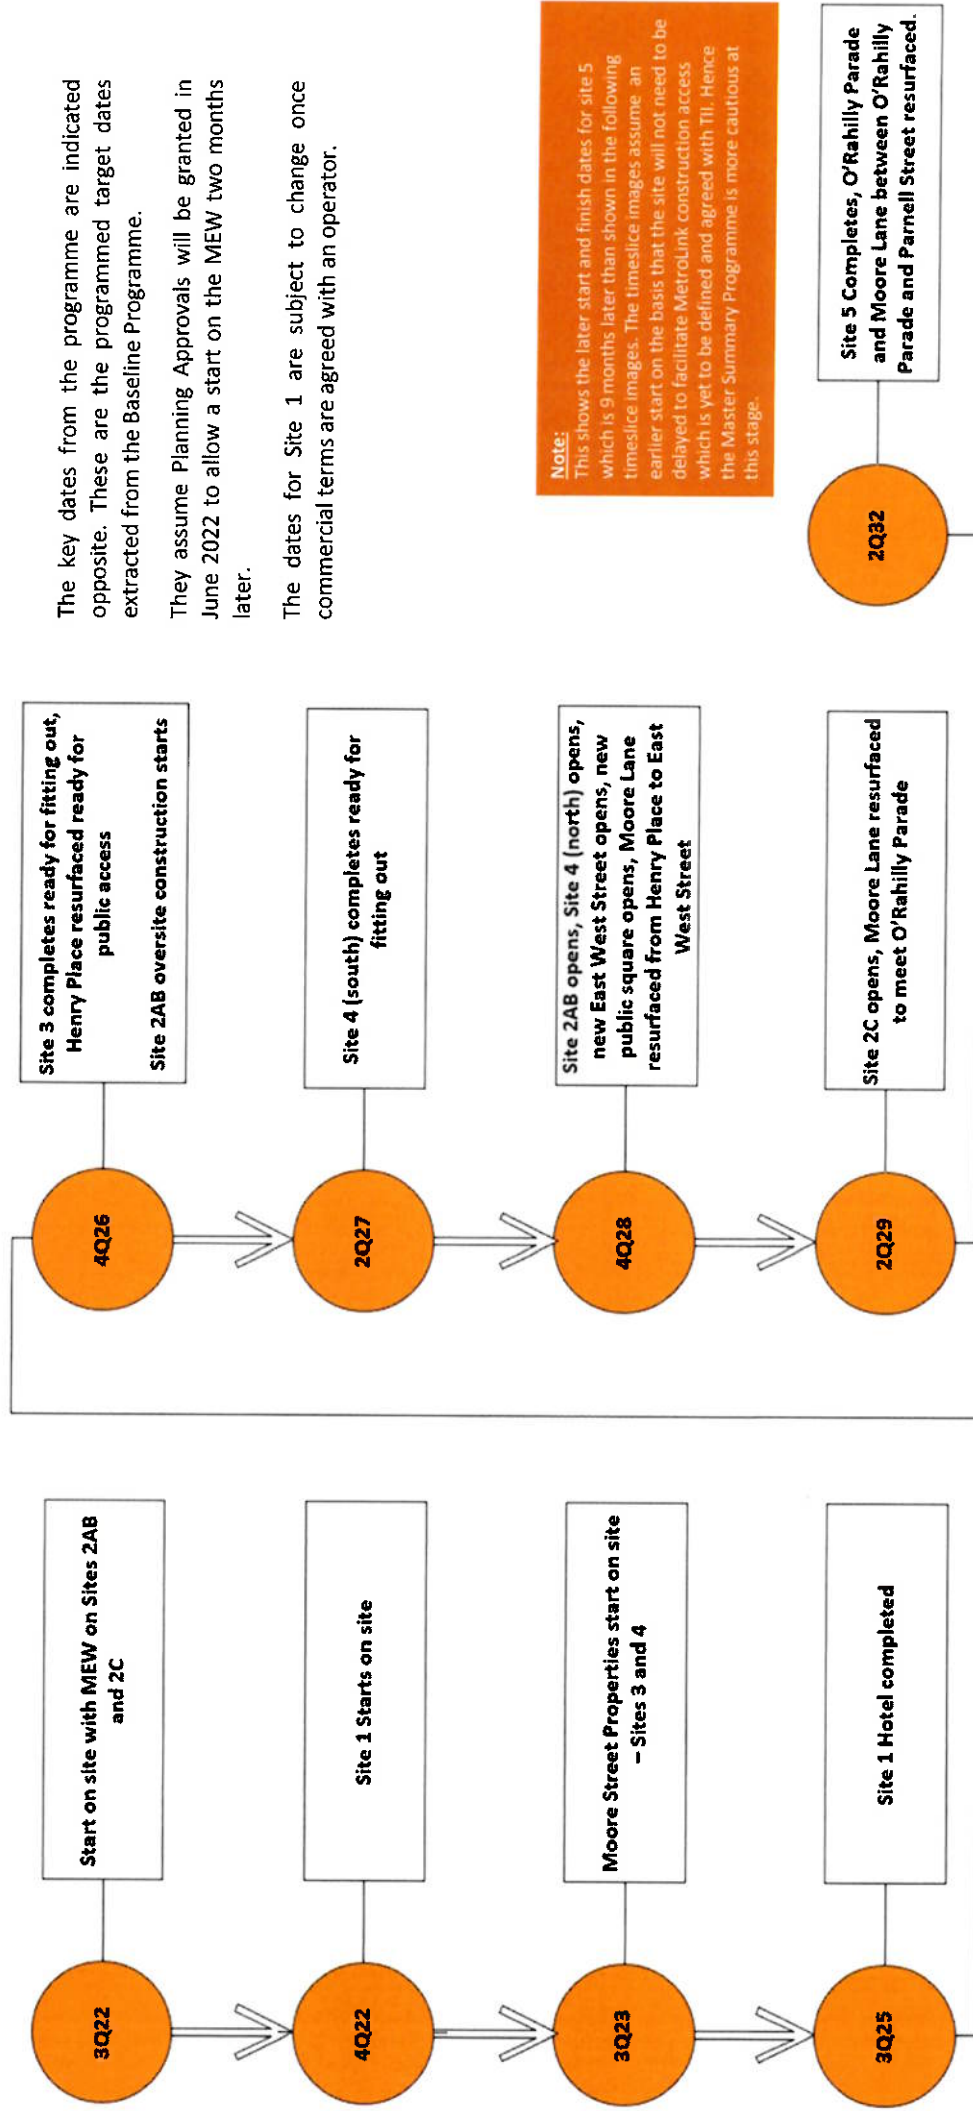 3Q22
Start on site with MEW on Sites 2AB
and 2C
4Q22
Site 1 Starts on site
3Q23
Moore Street Properties start on site
– Sites 3 and 4
3Q25
Site 1 Hotel completed
4Q26
Site 3 completes ready for fitting out,
Henry Place resurfaced ready for
public access
Site 2AB oversite construction starts
2Q27
Site 4 (south) completes ready for
fitting out
4Q28
Site 2AB opens, Site 4 (north) opens,
new East West Street opens, new
public square opens, Moore Lane
resurfaced from Henry Place to East
West Street
2Q29
Site 2C opens, Moore Lane resurfaced
to meet O'Rahilly Parade
The key dates from the programme are indicated
opposite. These are the programmed target dates
extracted from the Baseline Programme.
They assume Planning Approvals will be granted in
June 2022 to allow a start on the MEW two months
later.
The dates for Site 1 are subject to change once
commercial terms are agreed with an operator.
Note:
This shows the later start and finish dates for site 5
which is 9 months later than shown in the following
timeslice images. The timeslice images assume an
earlier start on the basis that the site will not need to be
delayed to facilitate MetroLink construction access
which is yet to be defined and agreed with TII. Hence
the Master Summary Programme is more cautious at
this stage.
2Q32
Site 5 Completes, O'Rahilly Parade
and Moore Lane between O'Rahilly
Parade and Parnell Street resurfaced.